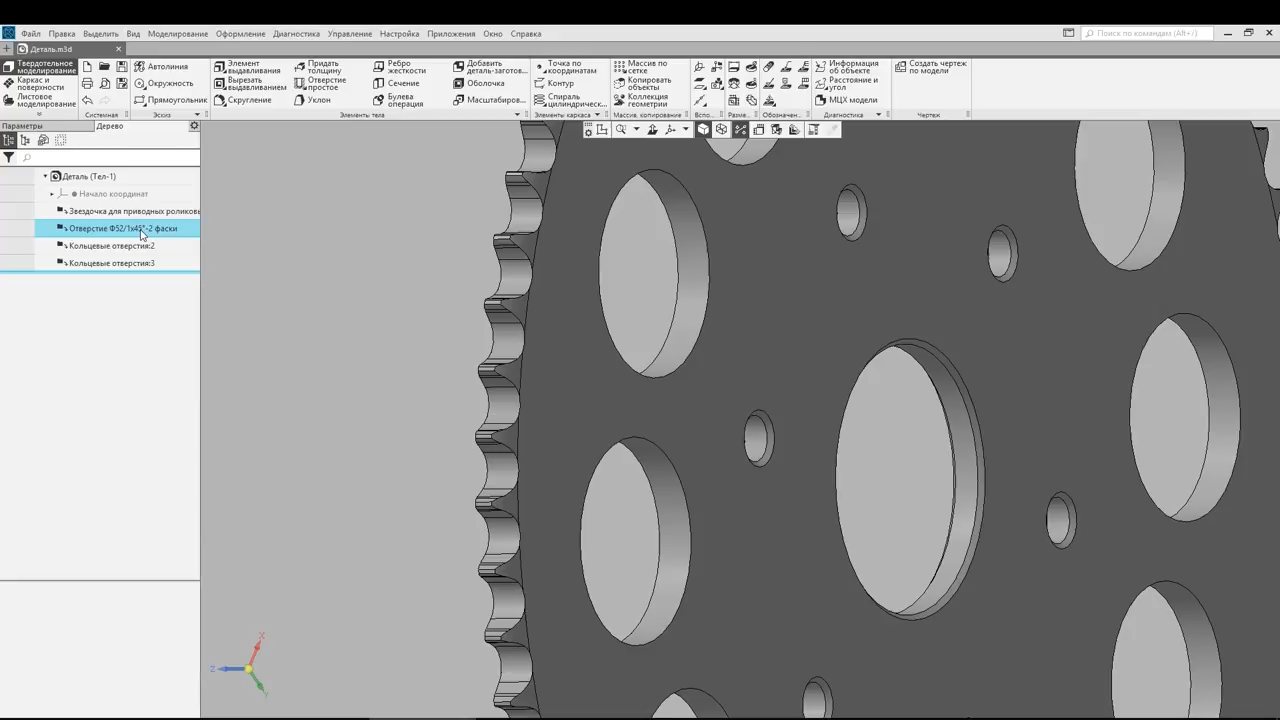 Файл Правка Выделить Вид Моделирование Оформление Диагностика Управление Настройка Приложения Окно Справка
Поиск по командам (Alt+/)
Деталь.m3d
Твердотельное моделирование
Каркас и поверхности
Листовое моделирование
Системная
Автолиния
Окружность
Прямоугольник
Эскиз
Элемент выдавливания
Вырезать выдавливанием
Скругление
Придать толщину
Отверстие простое
Уклон
Ребро жесткости
Сечение
Булева операция
Добавить деталь-заготов...
Оболочка
Масштабиров...
Элементы тела
Точка по координатам
Контур
Спираль цилиндрическ...
Элементы каркаса
Массив по сетке
Копировать объекты
Коллекция геометрии
Массив, копирование
Вспо...
Разме...
Обозначен...
Информация об объекте
Расстояние и угол
МЦХ модели
Диагностика
Создать чертеж по модели
Чертеж
Параметры
Дерево
Деталь (Тел-1)
Начало координат
Звездочка для приводных роликовы
Отверстие Ф52/1x45°-2 фаски
Кольцевые отверстия:2
Кольцевые отверстия:3
X
Z
Y